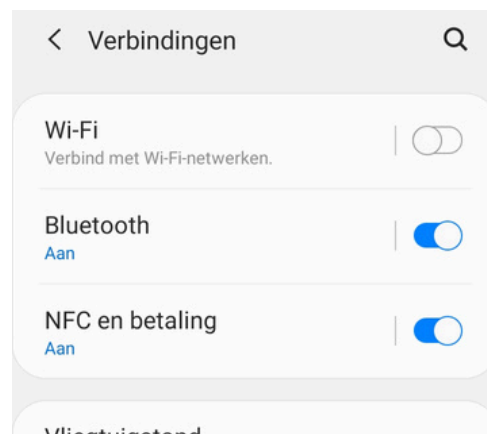 Verbindingen
Wi-Fi
Verbind met Wi-Fi-netwerken.
Bluetooth
Aan
NFC en betaling
Aan